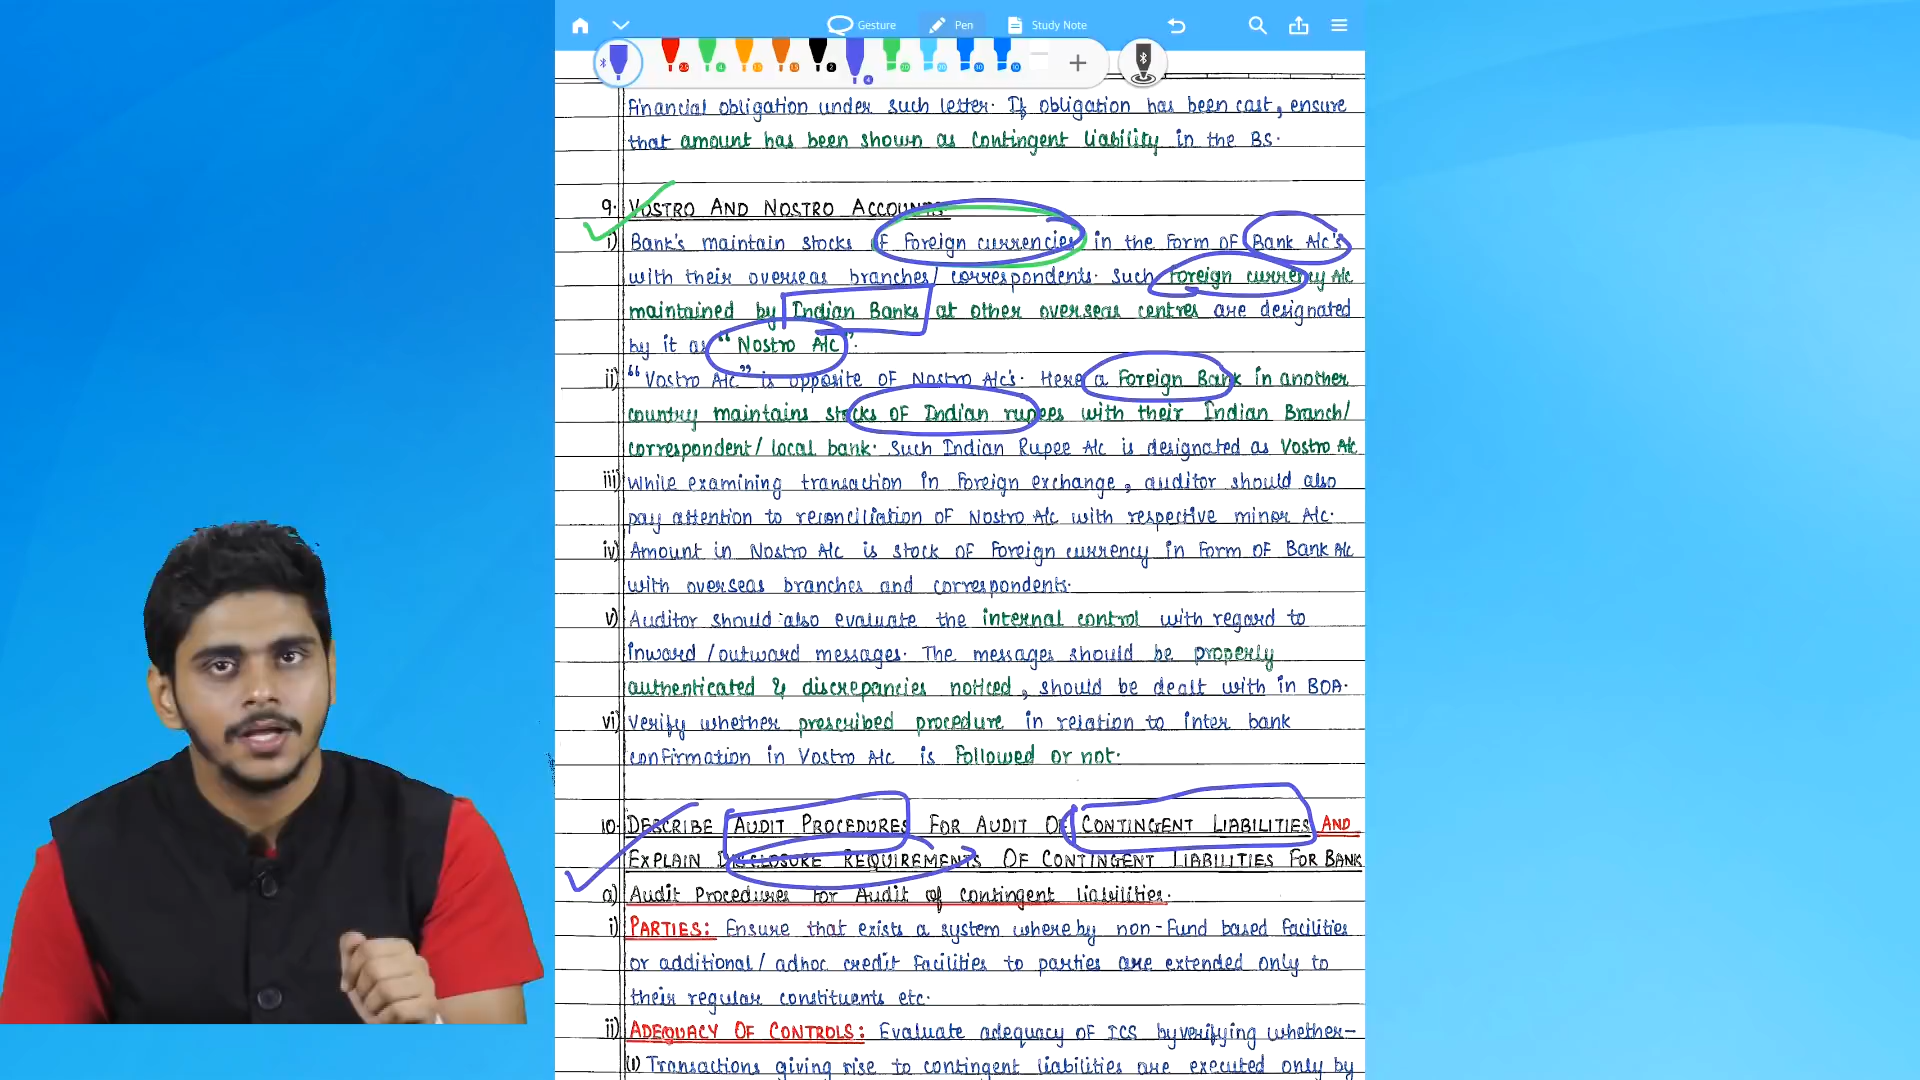 Gesture Pen Study Note
Financial obligation under such letter. If obligation has been cast, ensure
that amount has been shown as contingent liability in the BS.
9. VOSTRO AND NOSTRO ACCOUNTS
i) Bank's maintain stocks of foreign currencies in the form of Bank A/c's
with their overseas branches/ correspondents. Such foreign currency A/c
maintained by Indian Banks at other overseas centres are designated
by it as "Nostro A/c".
ii) "Vostro A/c" is opposite of Nostro A/c's. Here a Foreign Bank in another
country maintains stocks of Indian rupees with their Indian Branch/
correspondent/ local bank. Such Indian Rupee A/c is designated as Vostro A/c
iii) While examining transaction in foreign exchange, auditor should also
pay attention to reconciliation of Nostro A/c with respective minor A/c.
iv) Amount in Nostro A/c is stock of foreign currency in form of Bank A/c
with overseas branches and correspondents.
v) Auditor should also evaluate the internal control with regard to
inward /outward messages. The messages should be properly
authenticated & discrepancies noticed, should be dealt with in BOA.
vi) Verify whether prescribed procedure in relation to inter bank
confirmation in Vostro A/c is followed or not.
10. DESCRIBE AUDIT PROCEDURES FOR AUDIT OF CONTINGENT LIABILITIES AND
EXPLAIN DISCLOSURE REQUIREMENTS OF CONTINGENT LIABILITIES FOR BANK
a) Audit Procedures for Audit of contingent liabilities.
i) PARTIES: Ensure that exists a system whereby non-fund based facilities
or additional/ adhoc credit facilities to parties are extended only to
their regular constituents etc.
ii) ADEQUACY OF CONTROLS: Evaluate adequacy of ICS by verifying whether-
(1) Transactions giving rise to contingent liabilities are executed only by